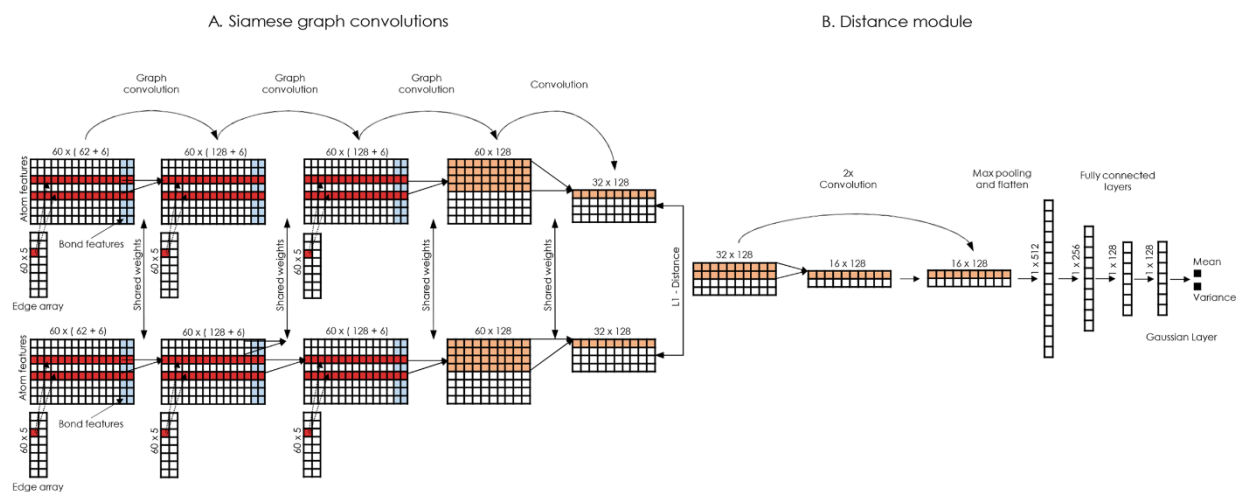 A. Siamese graph convolutions
B. Distance module
Graph
convolution
Graph
convolution
Graph
convolution
Convolution
60 x ( 62 + 6)
60 x ( 128 + 6)
60 x ( 128 + 6)
60 x 128
32 x 128
Atom features
Bond features
60 x 5
60 x 5
60 x 5
Edge array
Shared weights
Shared weights
Shared weights
Shared weights
L1 - Distance
60 x ( 62 + 6)
60 x ( 128 + 6)
60 x ( 128 + 6)
60 x 128
32 x 128
Atom features
Bond features
60 x 5
60 x 5
60 x 5
Edge array
2x
Convolution
Max pooling
and flatten
Fully connected
layers
32 x 128
16 x 128
16 x 128
1 x 512
1 x 256
1 x 128
1 x 128
Mean
Variance
Gaussian Layer